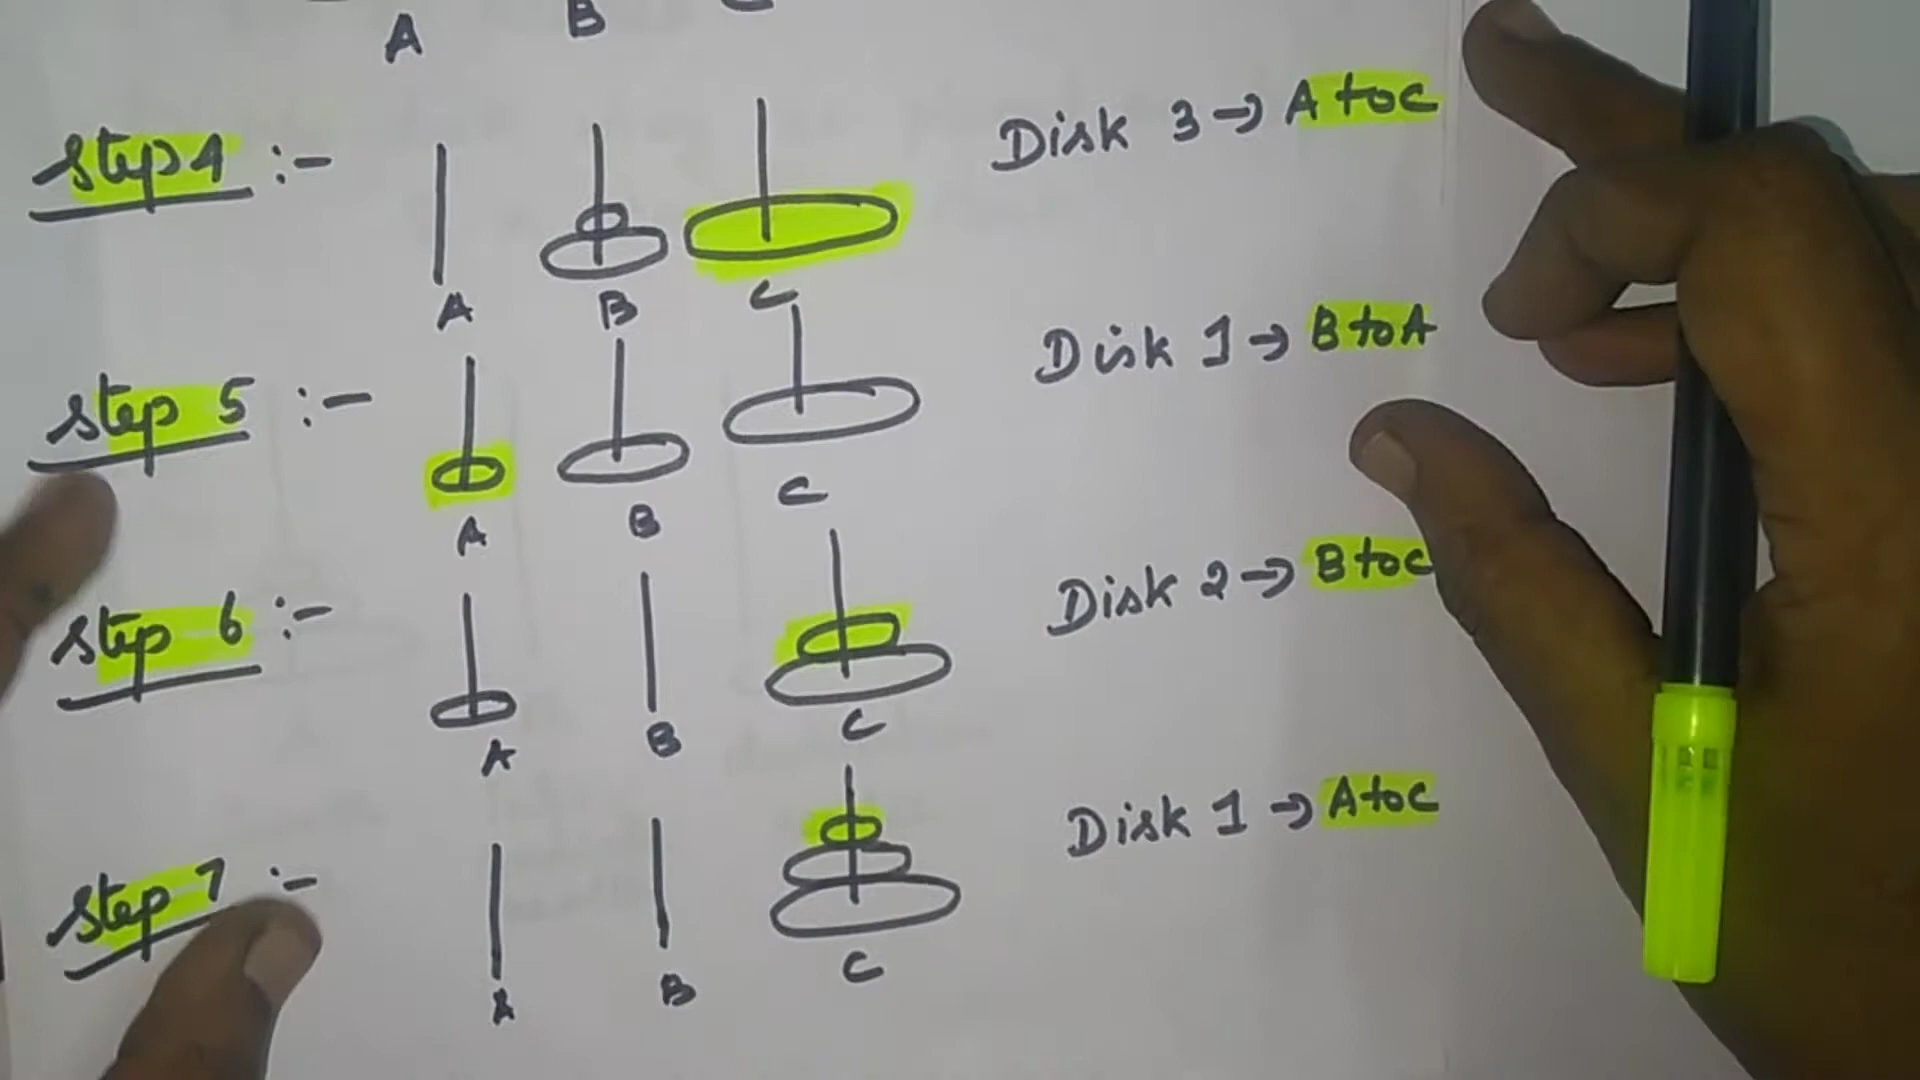 A B
Step 4 :- Disk 3 → A to C
A B C
Step 5 :- Disk 1 → B to A
A B C
Step 6 :- Disk 2 → B to C
A B C
Step 7 :- Disk 1 → A to C
A B C